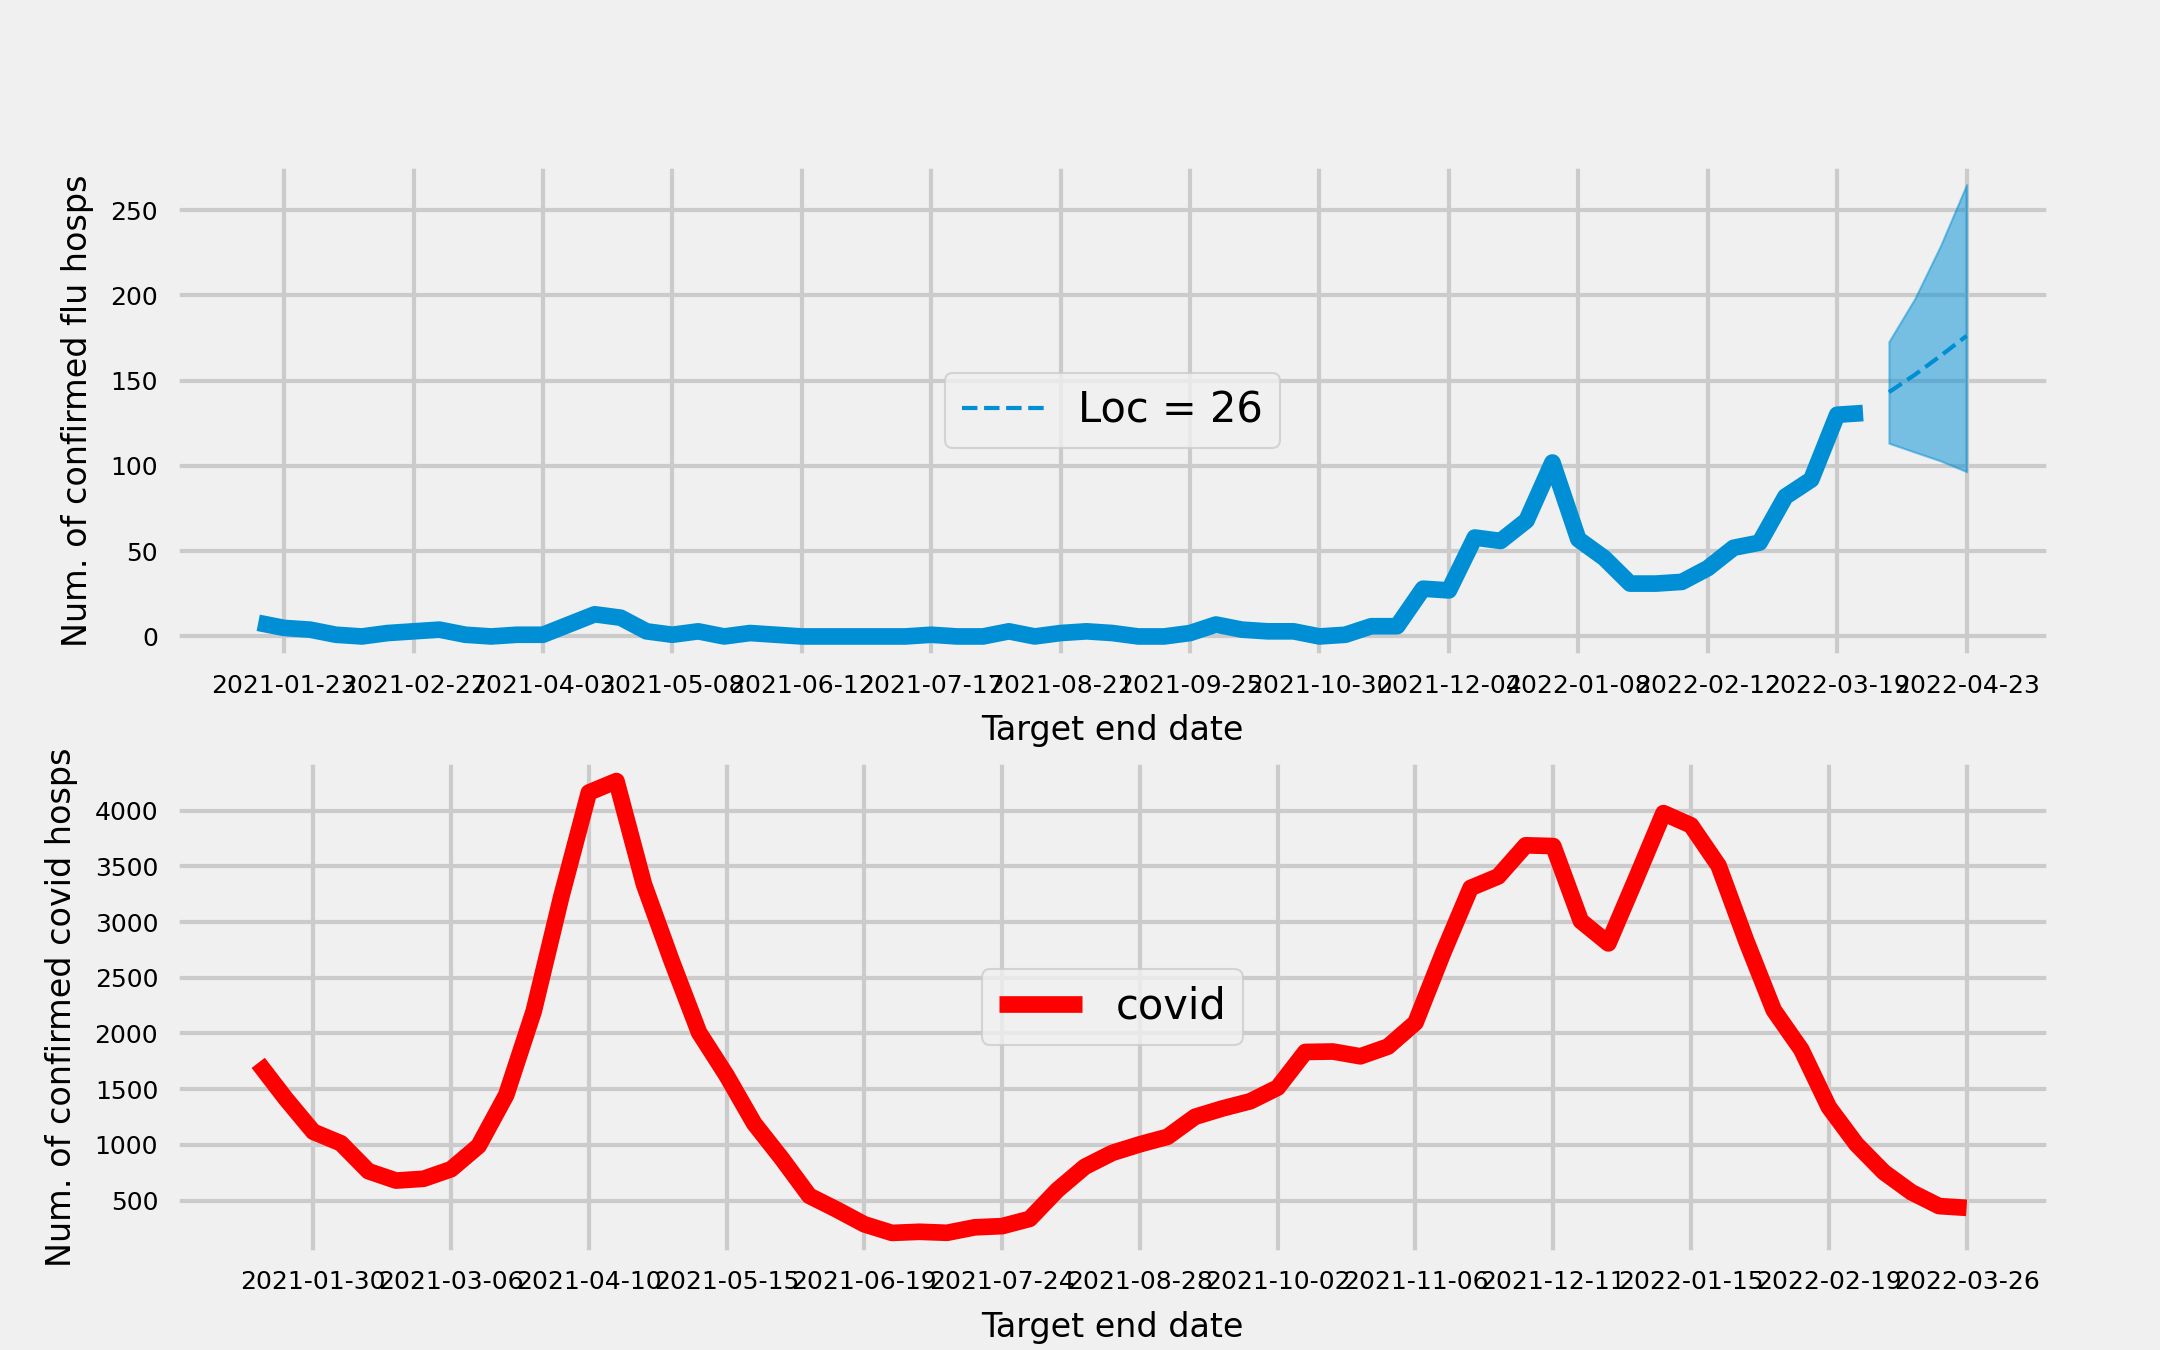 Num. of confirmed flu hosps
250
200
150
100
50
0
Loc = 26
2021-01-23 2021-02-27 2021-04-03 2021-05-08 2021-06-12 2021-07-17 2021-08-21 2021-09-25 2021-10-30 2021-12-04 2022-01-08 2022-02-12 2022-03-19 2022-04-23
Target end date
Num. of confirmed covid hosps
4000
3500
3000
2500
2000
1500
1000
500
covid
2021-01-30 2021-03-06 2021-04-10 2021-05-15 2021-06-19 2021-07-24 2021-08-28 2021-10-02 2021-11-06 2021-12-11 2022-01-15 2022-02-19 2022-03-26
Target end date